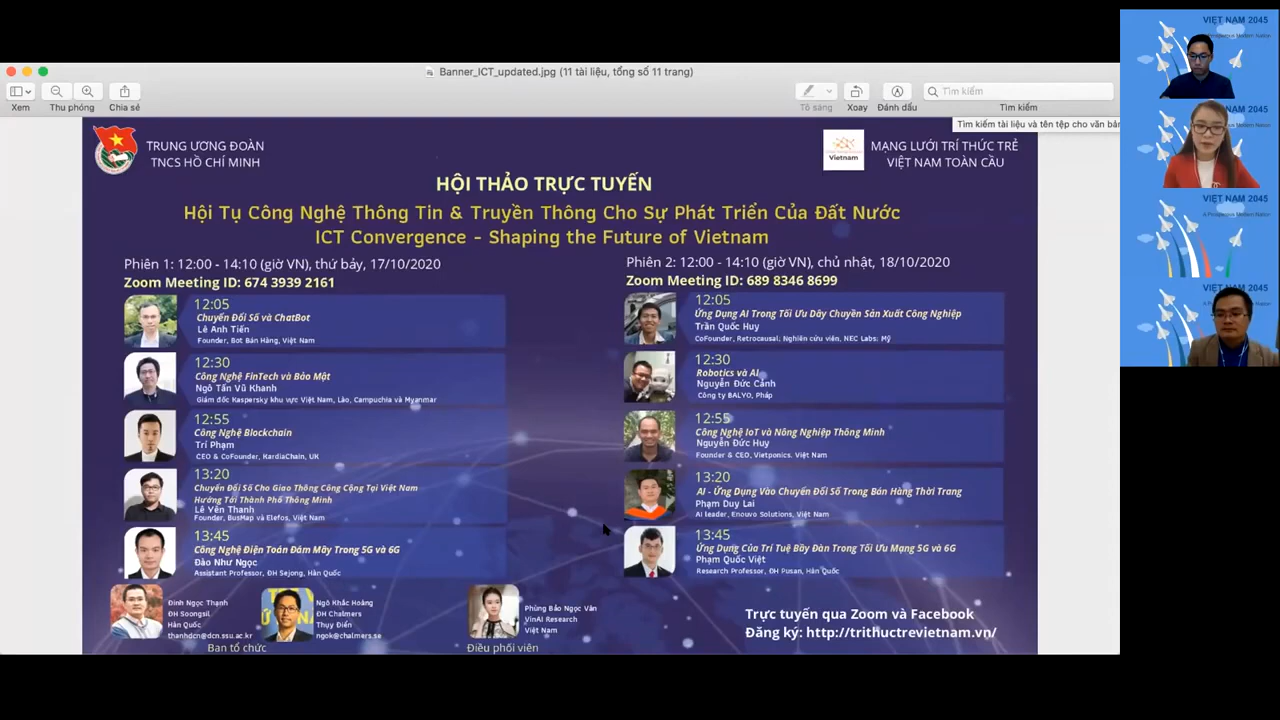 Banner_ICT_updated.jpg (11 tài liệu, tổng số 11 trang)
Xem
Thu phóng
Chia sẻ
Tô sáng
Xoay
Đánh dấu
Tìm kiếm
Tìm kiếm
Tìm kiếm tài liệu và tên tệp cho văn bản
TRUNG ƯƠNG ĐOÀN
TNCS HỒ CHÍ MINH
Vietnam
MẠNG LƯỚI TRÍ THỨC TRẺ
VIỆT NAM TOÀN CẦU
HỘI THẢO TRỰC TUYẾN
Hội Tụ Công Nghệ Thông Tin & Truyền Thông Cho Sự Phát Triển Của Đất Nước
ICT Convergence - Shaping the Future of Vietnam
Phiên 1: 12:00 - 14:10 (giờ VN), thứ bảy, 17/10/2020
Zoom Meeting ID: 674 3939 2161
12:05
Chuyển Đổi Số và ChatBot
Lê Anh Tiến
Founder, Bot Bán Hàng, Việt Nam
12:30
Công Nghệ FinTech và Bảo Mật
Ngô Tấn Vũ Khanh
Giám đốc Kaspersky khu vực Việt Nam, Lào, Campuchia và Myanmar
12:55
Công Nghệ Blockchain
Trí Phạm
CEO & CoFounder, KardiaChain, UK
13:20
Chuyển Đổi Số Cho Giao Thông Công Cộng Tại Việt Nam
Hướng Tới Thành Phố Thông Minh
Lê Yên Thanh
Founder, BusMap và Elefos, Việt Nam
13:45
Công Nghệ Điện Toán Đám Mây Trong 5G và 6G
Đào Như Ngọc
Assistant Professor, ĐH Sejong, Hàn Quốc
Phiên 2: 12:00 - 14:10 (giờ VN), chủ nhật, 18/10/2020
Zoom Meeting ID: 689 8346 8699
12:05
Ứng Dụng AI Trong Tối Ưu Dây Chuyền Sản Xuất Công Nghiệp
Trần Quốc Huy
CoFounder, Retrocausal; Nghiên cứu viên, NEC Labs; Mỹ
12:30
Robotics và AI
Nguyễn Đức Cảnh
Công ty BALYO, Pháp
12:55
Công Nghệ IoT và Nông Nghiệp Thông Minh
Nguyễn Đức Huy
Founder & CEO, Vietponics. Việt Nam
13:20
AI - Ứng Dụng Vào Chuyển Đổi Số Trong Bán Hàng Thời Trang
Phạm Duy Lai
AI leader, Enouvo Solutions, Việt Nam
13:45
Ứng Dụng Của Trí Tuệ Bầy Đàn Trong Tối Ưu Mạng 5G và 6G
Phạm Quốc Việt
Research Professor, ĐH Pusan, Hàn Quốc
Đinh Ngọc Thạnh
ĐH Soongsil
Hàn Quốc
thanhdcn@dcn.ssu.ac.kr
Ngô Khắc Hoàng
ĐH Chalmers
Thụy Điển
ngok@chalmers.se
Ban tổ chức
Phùng Bảo Ngọc Vân
VinAI Research
Việt Nam
Điều phối viên
Trực tuyến qua Zoom và Facebook
Đăng ký: http://trithuctrevietnam.vn/
VIỆT NAM 2045
VIỆT NAM 2045
VIỆT NAM 2045
A Prosperous Modern Nation
VIỆT NAM 2045